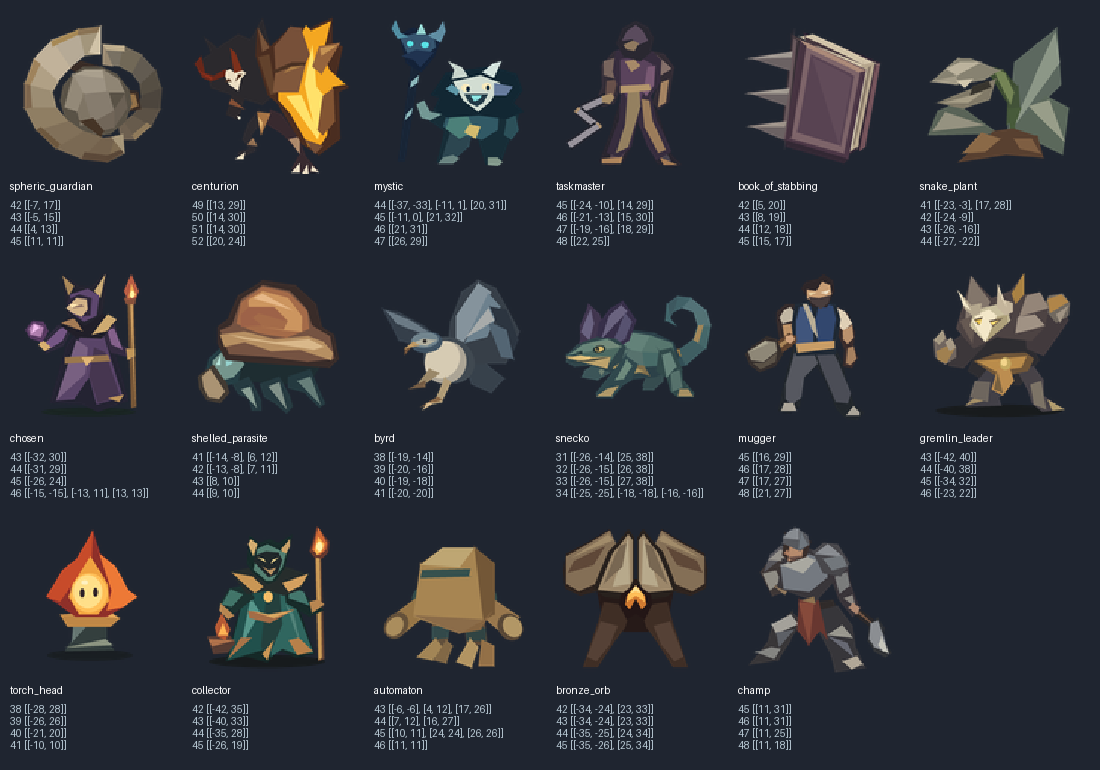 spheric_guardian
42 [[-7, 17]]
43 [[-5, 15]]
44 [[4, 13]]
45 [[11, 11]]
centurion
49 [[13, 29]]
50 [[14, 30]]
51 [[14, 30]]
52 [[20, 24]]
mystic
44 [[-37, -33], [-11, 1], [20, 31]]
45 [[-11, 0], [21, 32]]
46 [[21, 31]]
47 [[26, 29]]
taskmaster
45 [[-24, -10], [14, 29]]
46 [[-21, -13], [15, 30]]
47 [[-19, -16], [18, 29]]
48 [[22, 25]]
book_of_stabbing
42 [[5, 20]]
43 [[8, 19]]
44 [[12, 18]]
45 [[15, 17]]
snake_plant
41 [[-23, -3], [17, 28]]
42 [[-24, -9]]
43 [[-26, -16]]
44 [[-27, -22]]
chosen
43 [[-32, 30]]
44 [[-31, 29]]
45 [[-26, 24]]
46 [[-15, -15], [-13, 11], [13, 13]]
shelled_parasite
41 [[-14, -8], [6, 12]]
42 [[-13, -8], [7, 11]]
43 [[8, 10]]
44 [[9, 10]]
byrd
38 [[-19, -14]]
39 [[-20, -16]]
40 [[-19, -18]]
41 [[-20, -20]]
snecko
31 [[-26, -14], [25, 38]]
32 [[-26, -15], [26, 38]]
33 [[-26, -15], [27, 38]]
34 [[-25, -25], [-18, -18], [-16, -16]]
mugger
45 [[16, 29]]
46 [[17, 28]]
47 [[17, 27]]
48 [[21, 27]]
gremlin_leader
43 [[-42, 40]]
44 [[-40, 38]]
45 [[-34, 32]]
46 [[-23, 22]]
torch_head
38 [[-28, 28]]
39 [[-26, 26]]
40 [[-21, 20]]
41 [[-10, 10]]
collector
42 [[-42, 35]]
43 [[-40, 33]]
44 [[-35, 28]]
45 [[-26, 19]]
automaton
43 [[-6, -6], [4, 12], [17, 26]]
44 [[7, 12], [16, 27]]
45 [[10, 11], [24, 24], [26, 26]]
46 [[11, 11]]
bronze_orb
42 [[-34, -24], [23, 33]]
43 [[-34, -24], [23, 33]]
44 [[-35, -25], [24, 34]]
45 [[-35, -26], [25, 34]]
champ
45 [[11, 31]]
46 [[11, 31]]
47 [[11, 25]]
48 [[11, 18]]